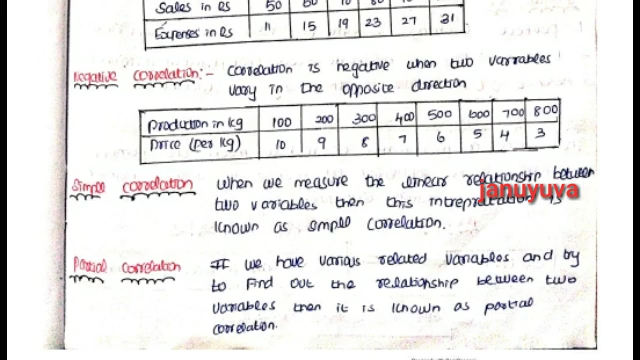 Sales in Rs 50
Expenses in Rs 11 15 19 23 27 31
Negative correlation:- correlation is negative when two variables
vary in the opposite direction
Production in kg 100 200 300 400 500 600 700 800
Price (per kg) 10 9 8 7 6 5 4 3
Simple correlation When we measure the linear relationship between
januyuva
two variables then this intrepretation is
known as simple correlation.
Partial correlation If we have various related variables and try
to find out the relationship between two
variables then it is known as partial
correlation.